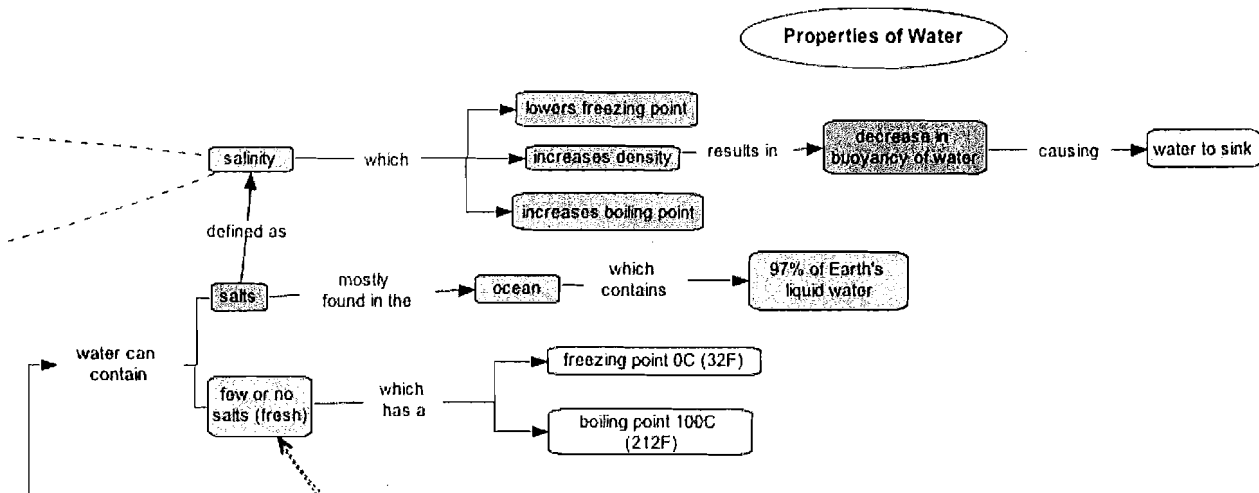 Properties of Water
lowers freezing point
salinity
which
increases density
results in
decrease in
buoyancy of water
causing
water to sink
increases boiling point
defined as
salts
mostly
found in the
ocean
which
contains
97% of Earth's
liquid water
water can
contain
few or no
salts (fresh)
which
has a
freezing point 0C (32F)
boiling point 100C
(212F)